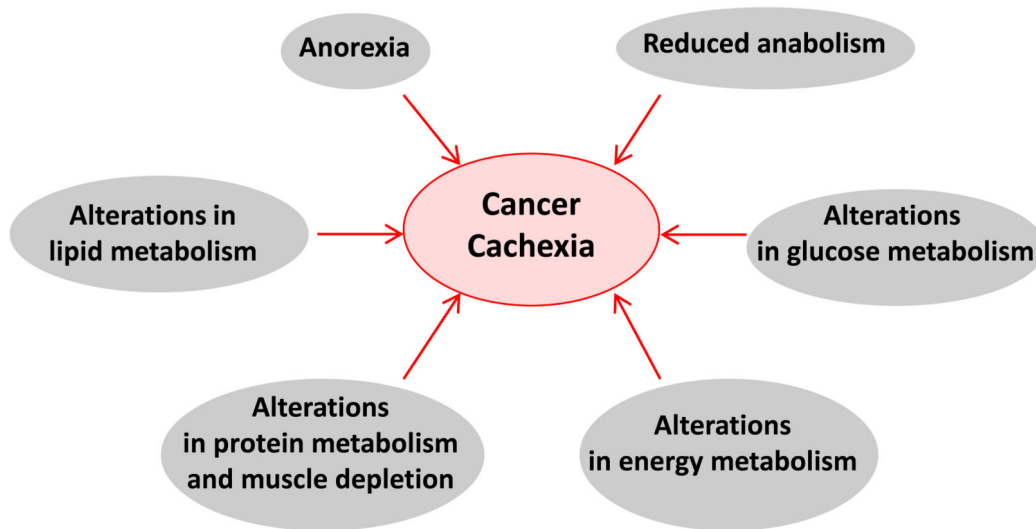 Anorexia
Reduced anabolism
Cancer
Cachexia
Alterations in
lipid metabolism
Alterations
in glucose metabolism
Alterations
in protein metabolism
and muscle depletion
Alterations
in energy metabolism